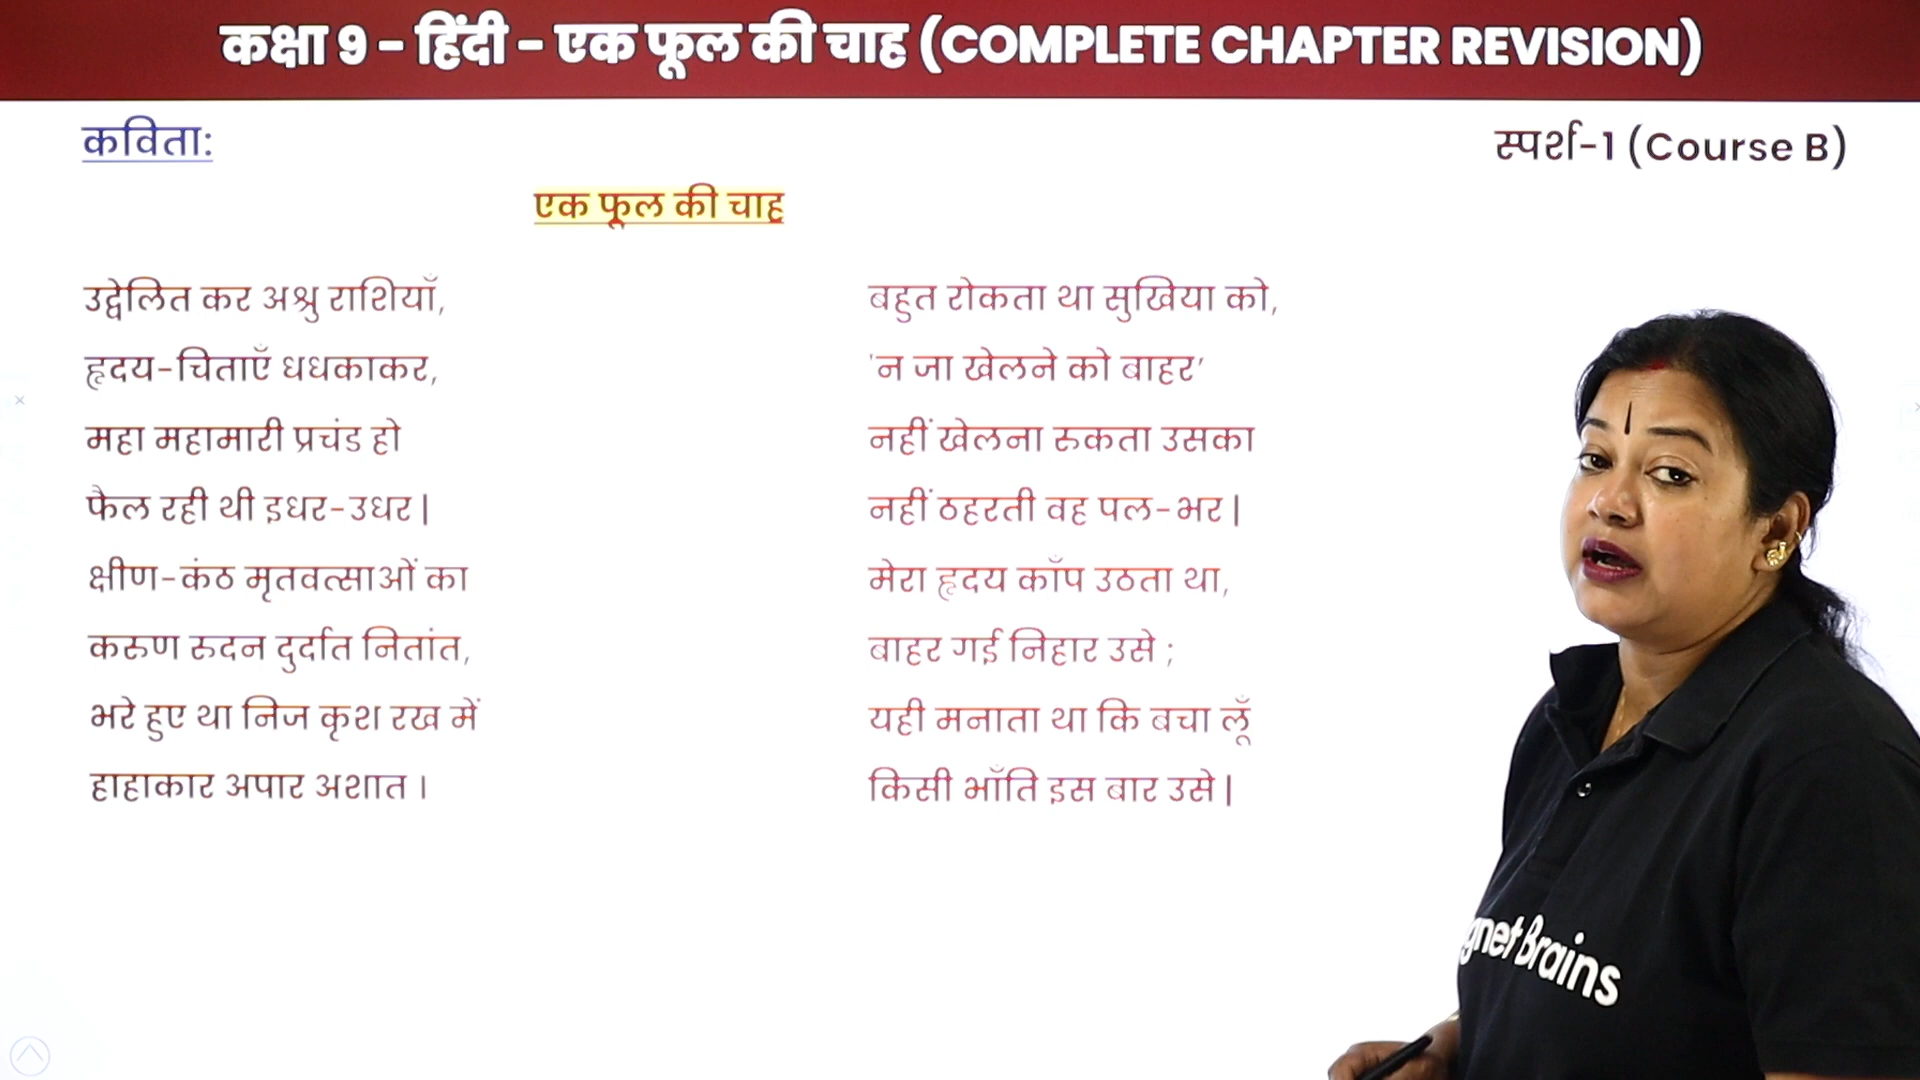 कक्षा 9 - हिंदी - एक फूल की चाह (COMPLETE CHAPTER REVISION)
कविता:
स्पर्श-1 (Course B)
एक फूल की चाह
उद्वेलित कर अश्रु राशियाँ,
हृदय-चिताएँ धधकाकर,
महा महामारी प्रचंड हो
फैल रही थी इधर-उधर|
क्षीण-कंठ मृतवत्साओं का
करुण रुदन दुर्दात नितांत,
भरे हुए था निज कृश रख में
हाहाकार अपार अशात ।
बहुत रोकता था सुखिया को,
'न जा खेलने को बाहर’
नहीं खेलना रुकता उसका
नहीं ठहरती वह पल-भर|
मेरा हृदय काँप उठता था,
बाहर गई निहार उसे ;
यही मनाता था कि बचा लूँ
किसी भाँति इस बार उसे|
gnet Brains